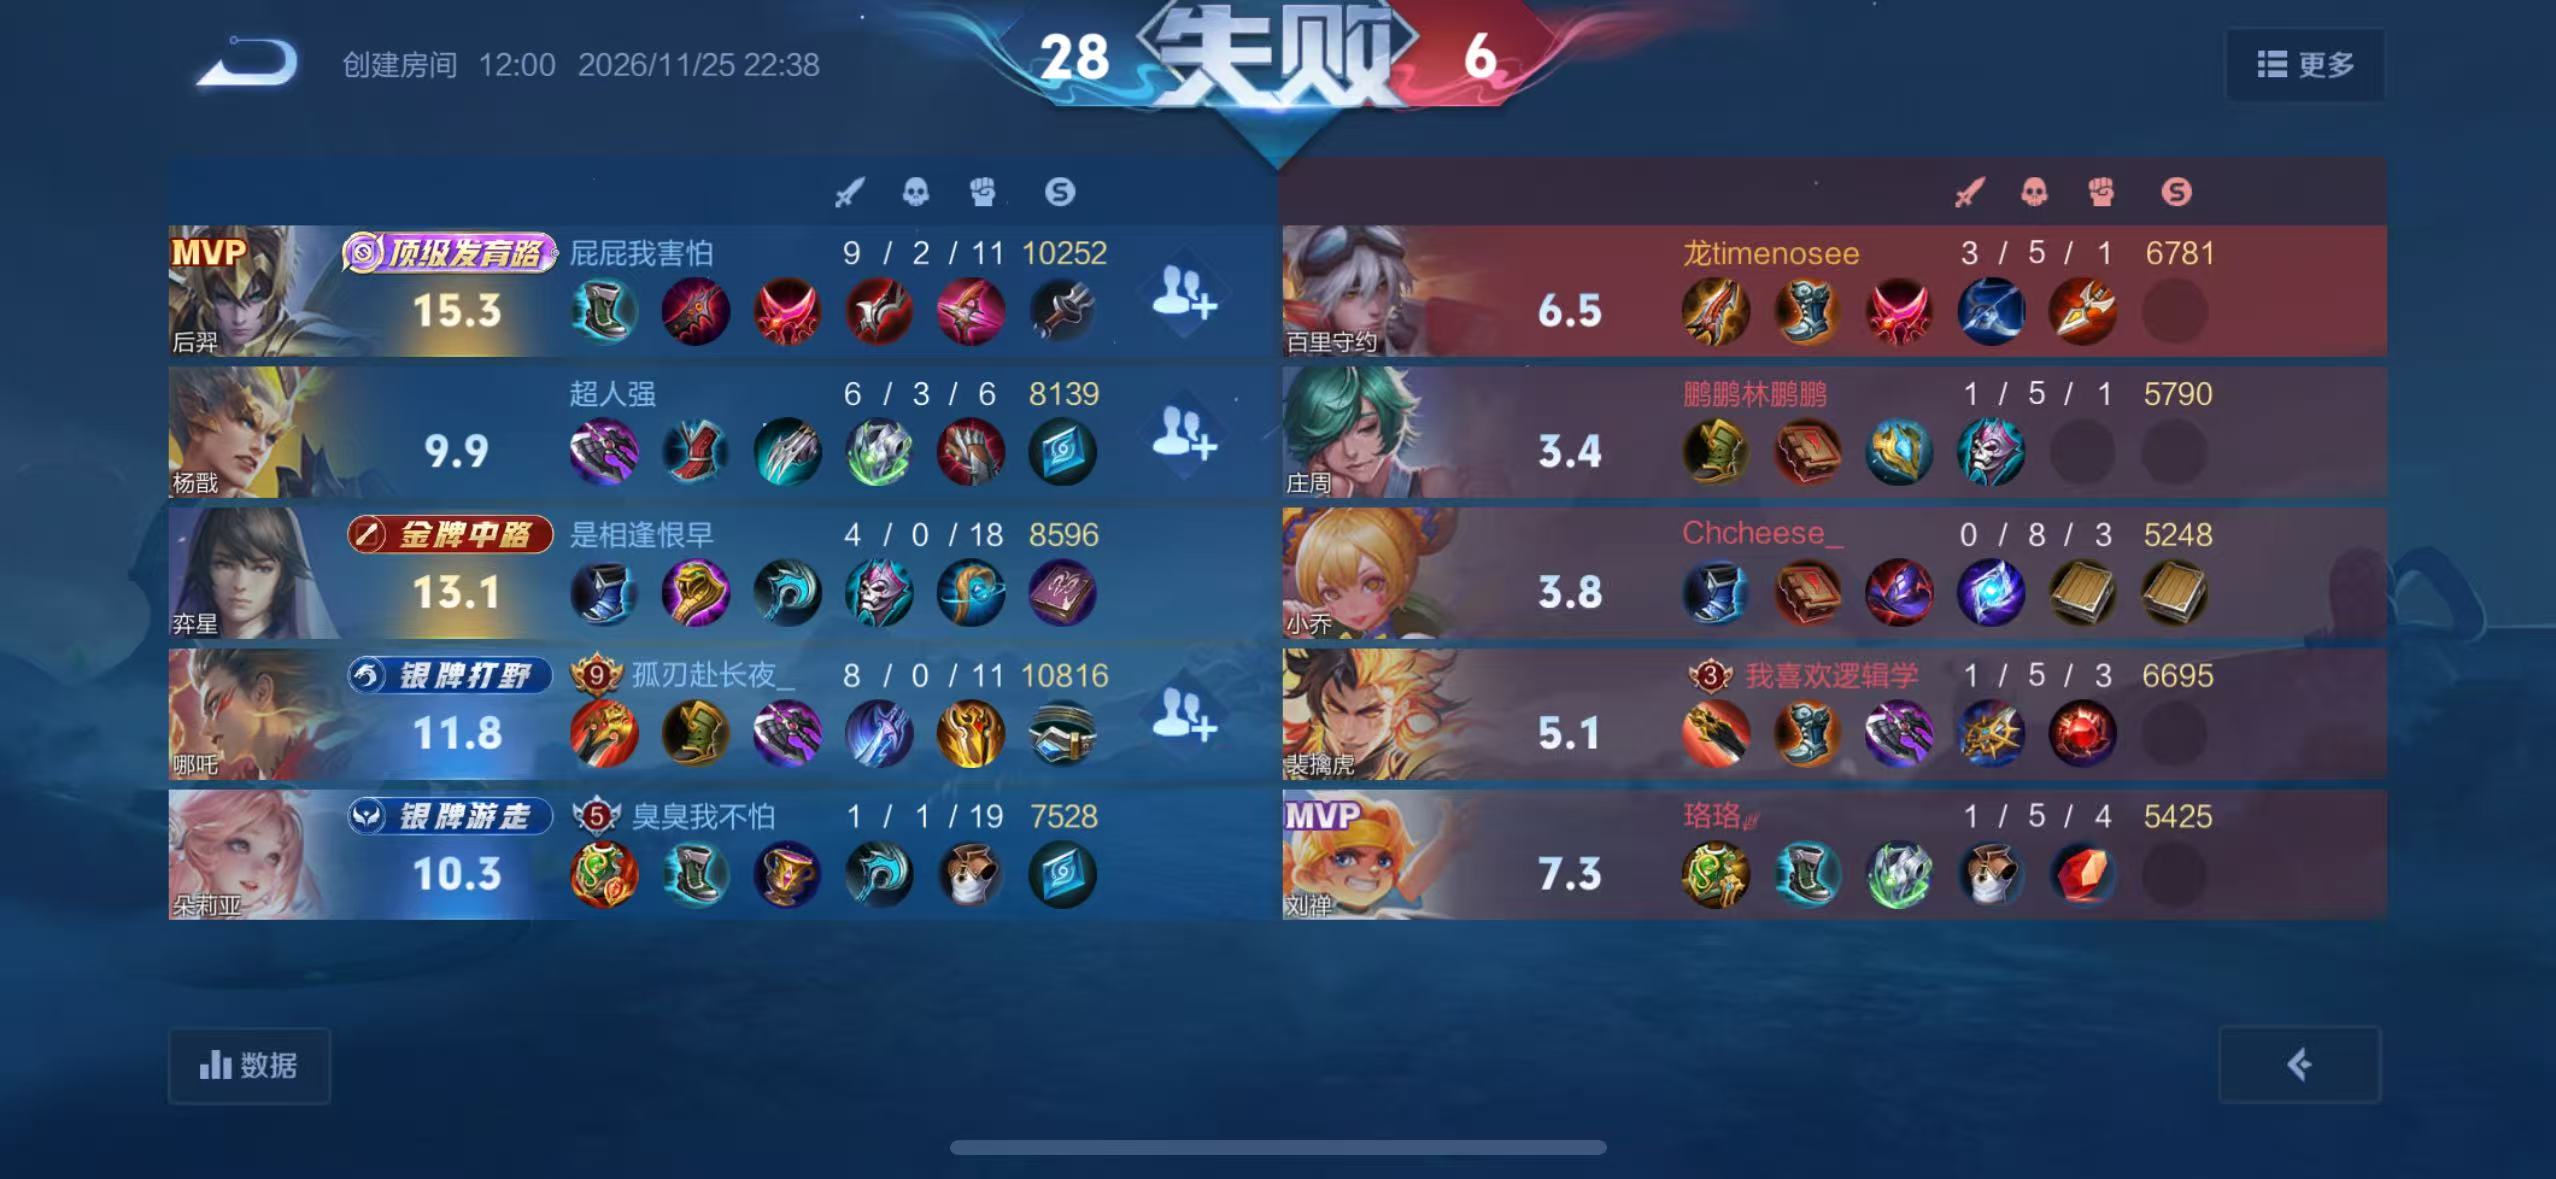 创建房间 12:00 2026/11/25 22:38
28 失败 6
更多
MVP 顶级发育路 屁屁我害怕 9 / 2 / 11 10252
15.3
后羿
超人强 6 / 3 / 6 8139
9.9
杨戬
金牌中路 是相逢恨早 4 / 0 / 18 8596
13.1
弈星
银牌打野 9 孤刃赴长夜_ 8 / 0 / 11 10816
11.8
哪吒
银牌游走 5 臭臭我不怕 1 / 1 / 19 7528
10.3
朵莉亚
龙timenosee 3 / 5 / 1 6781
6.5
百里守约
鹏鹏林鹏鹏 1 / 5 / 1 5790
3.4
庄周
Chcheese_ 0 / 8 / 3 5248
3.8
小乔
3 我喜欢逻辑学 1 / 5 / 3 6695
5.1
裴擒虎
MVP 珞珞 1 / 5 / 4 5425
7.3
刘禅
数据